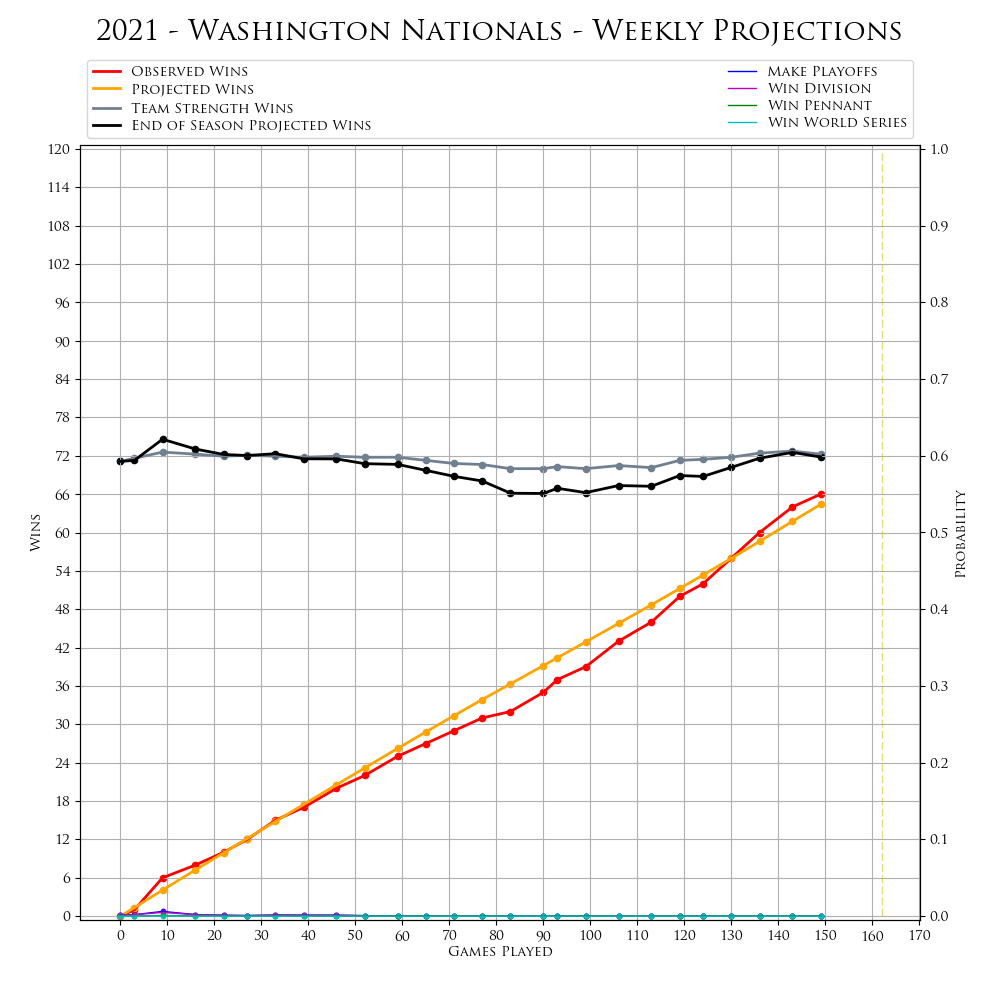 2021 - Washington Nationals - Weekly Projections
Observed Wins
Projected Wins
Team Strength Wins
End of Season Projected Wins
Make Playoffs
Win Division
Win Pennant
Win World Series
120
114
108
102
96
90
84
78
72
66
60
54
48
42
36
30
24
18
12
6
0
Wins
1.0
0.9
0.8
0.7
0.6
0.5
0.4
0.3
0.2
0.1
0.0
Probability
0 10 20 30 40 50 60 70 80 90 100 110 120 130 140 150 160 170
Games Played